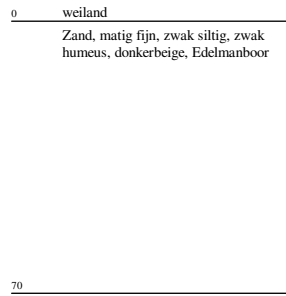 0 weiland
Zand, matig fijn, zwak siltig, zwak
humeus, donkerbeige, Edelmanboor
70